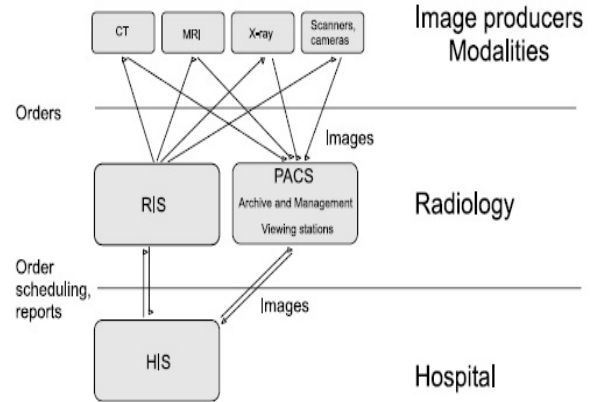 CT
MRI
X-ray
Scanners,
cameras
Image producers
Modalities
Orders
Images
RIS
PACS
Archive and Management
Viewing stations
Radiology
Order
scheduling,
reports
Images
HIS
Hospital